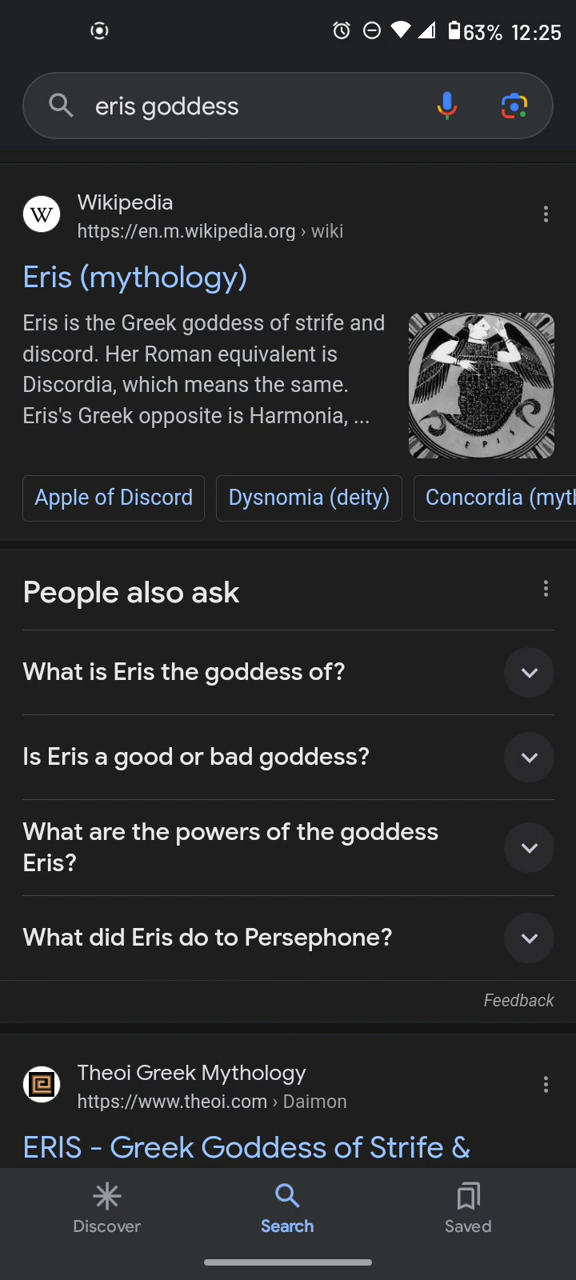 63% 12:25
eris goddess
W
Wikipedia
https://en.m.wikipedia.org › wiki
Eris (mythology)
Eris is the Greek goddess of strife and
discord. Her Roman equivalent is
Discordia, which means the same.
Eris's Greek opposite is Harmonia, ...
Apple of Discord
Dysnomia (deity)
Concordia (myth
People also ask
What is Eris the goddess of?
Is Eris a good or bad goddess?
What are the powers of the goddess
Eris?
What did Eris do to Persephone?
Feedback
Theoi Greek Mythology
https://www.theoi.com › Daimon
ERIS - Greek Goddess of Strife &
Discover
Search
Saved